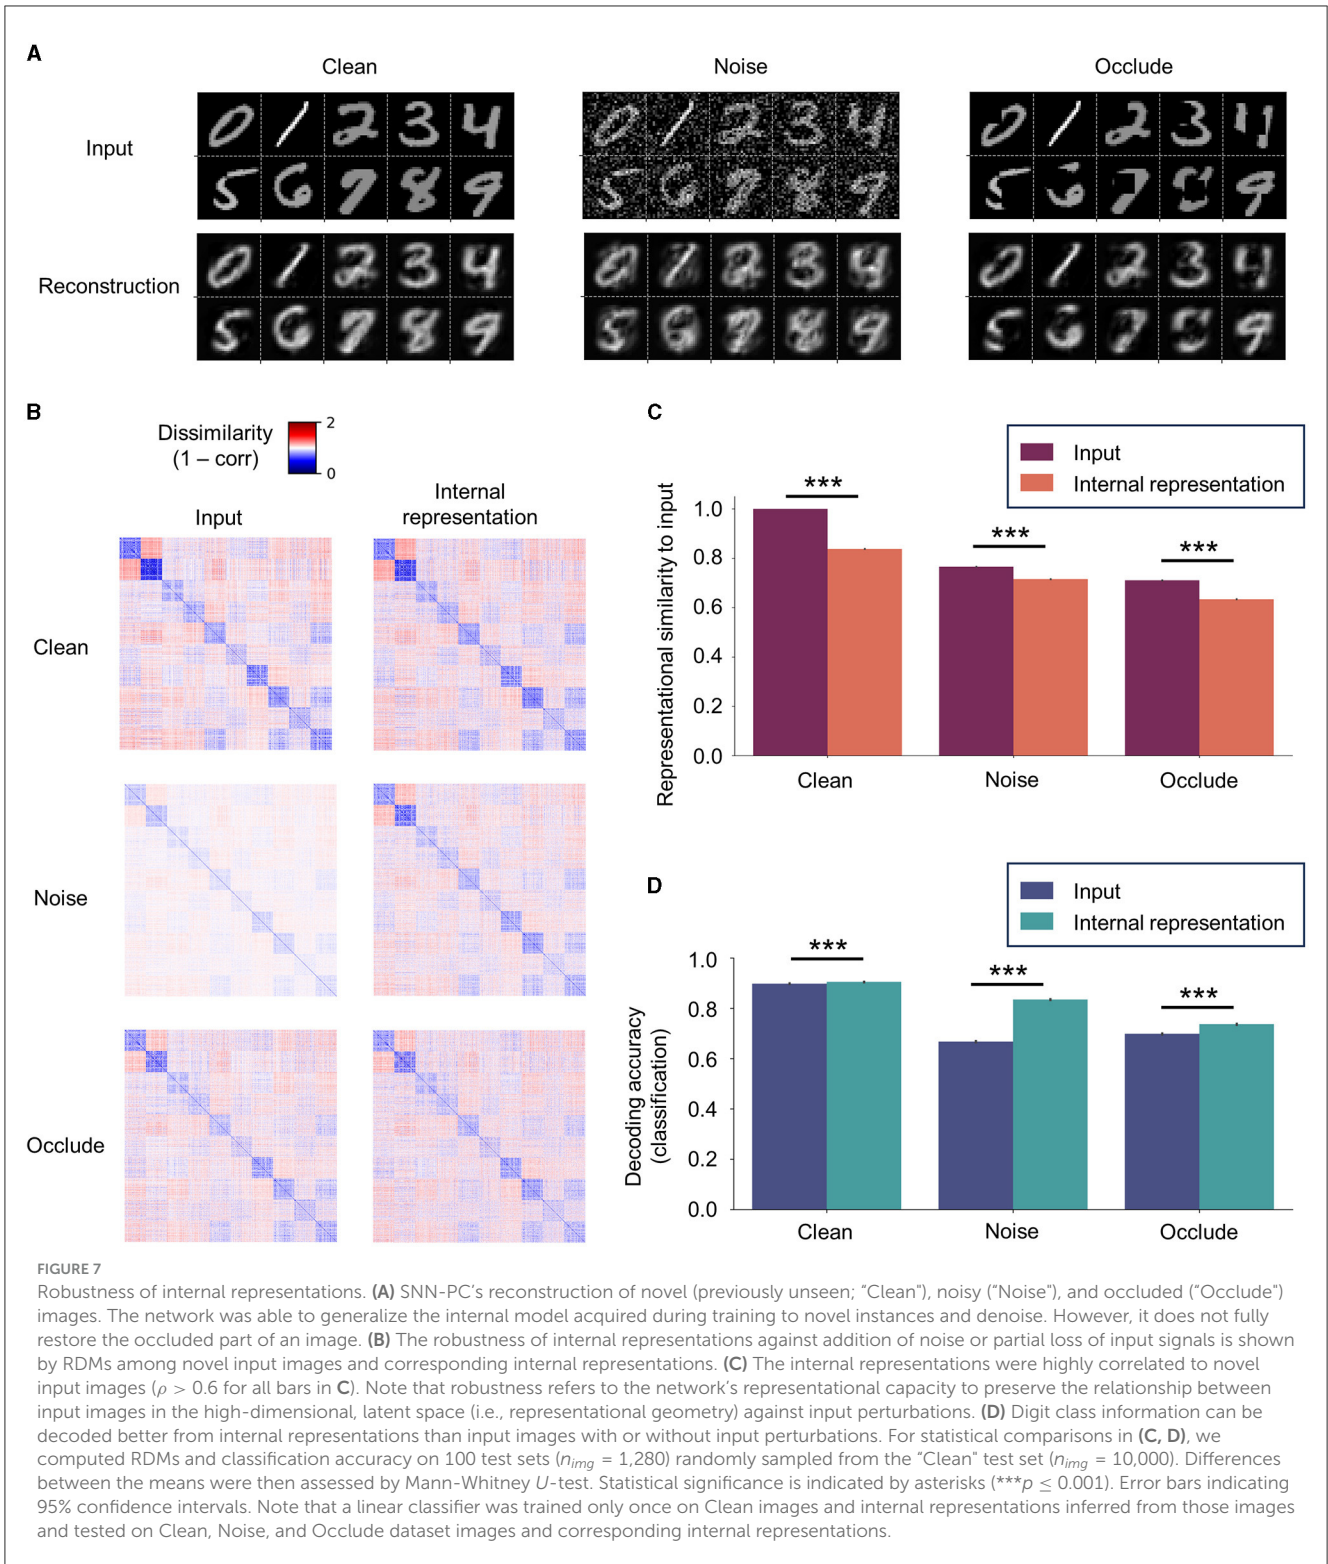 A
Clean
Noise
Occlude
Input
Reconstruction
B
Dissimilarity
(1 – corr)
2
0
Input
Internal
representation
Clean
Noise
Occlude
C
Input
Internal representation
Representational similarity to input
1.0
0.8
0.6
0.4
0.2
0.0
***
***
***
Clean
Noise
Occlude
D
Input
Internal representation
Decoding accuracy
(classification)
1.0
0.8
0.6
0.4
0.2
0.0
***
***
***
Clean
Noise
Occlude
FIGURE 7
Robustness of internal representations. (A) SNN-PC's reconstruction of novel (previously unseen; "Clean"), noisy ("Noise"), and occluded ("Occlude")
images. The network was able to generalize the internal model acquired during training to novel instances and denoise. However, it does not fully
restore the occluded part of an image. (B) The robustness of internal representations against addition of noise or partial loss of input signals is shown
by RDMs among novel input images and corresponding internal representations. (C) The internal representations were highly correlated to novel
input images (ρ > 0.6 for all bars in C). Note that robustness refers to the network's representational capacity to preserve the relationship between
input images in the high-dimensional, latent space (i.e., representational geometry) against input perturbations. (D) Digit class information can be
decoded better from internal representations than input images with or without input perturbations. For statistical comparisons in (C, D), we
computed RDMs and classification accuracy on 100 test sets (nimg = 1,280) randomly sampled from the "Clean" test set (nimg = 10,000). Differences
between the means were then assessed by Mann-Whitney U-test. Statistical significance is indicated by asterisks (***p ≤ 0.001). Error bars indicating
95% confidence intervals. Note that a linear classifier was trained only once on Clean images and internal representations inferred from those images
and tested on Clean, Noise, and Occlude dataset images and corresponding internal representations.